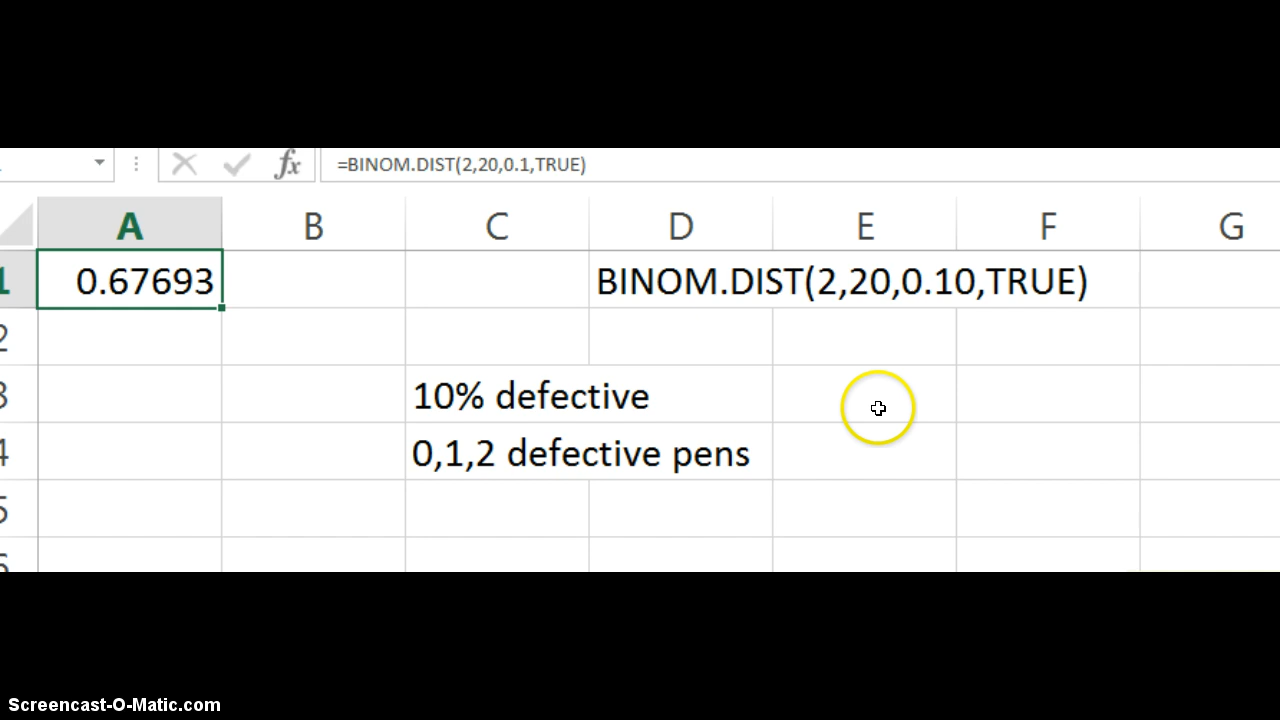 =BINOM.DIST(2,20,0.1,TRUE)
A B C D E F G
1 0.67693 BINOM.DIST(2,20,0.10,TRUE)
2
3 10% defective
4 0,1,2 defective pens
5
6
Screencast-O-Matic.com